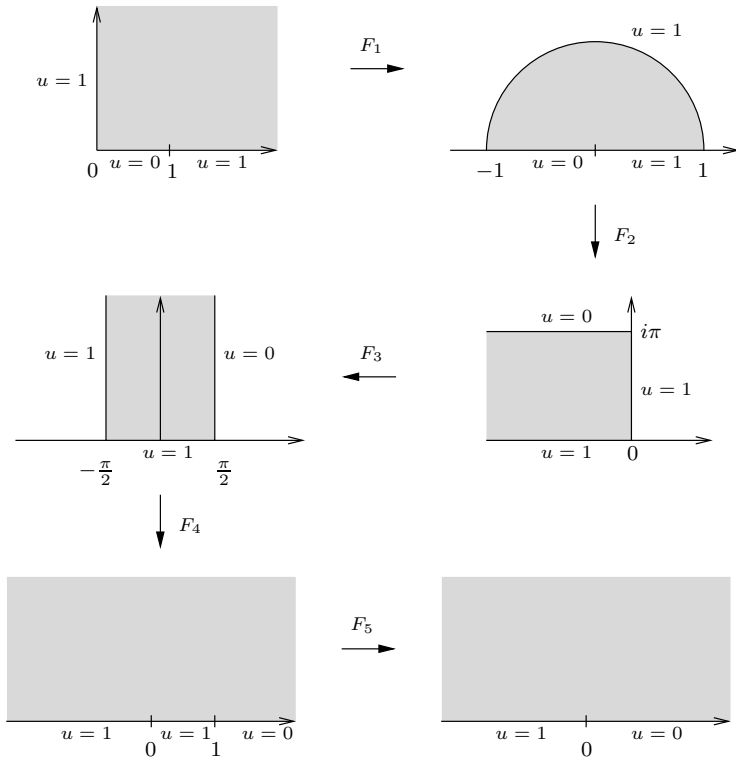 u = 1
F₁
u = 1
u = 0
u = 1
0
1
u = 0
u = 1
−1
1
F₂
u = 1
u = 0
F₃
u = 0
iπ
u = 1
u = 1
−π/2
π/2
u = 1
0
F₄
F₅
u = 1
u = 1
u = 0
0
1
u = 1
u = 0
0